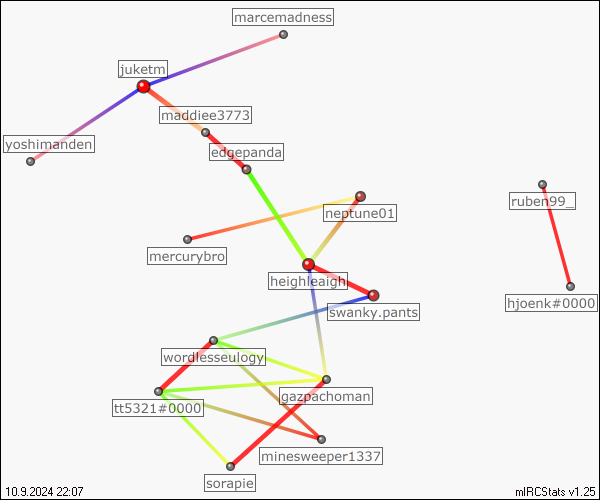 marcemadness
juketm
maddiee3773
yoshimanden
edgepanda
ruben99_
neptune01
mercurybro
heighleaigh
hjoenk#0000
swanky.pants
wordlesseulogy
gazpachoman
tt5321#0000
minesweeper1337
sorapie
10.9.2024 22:07
mIRCStats v1.25